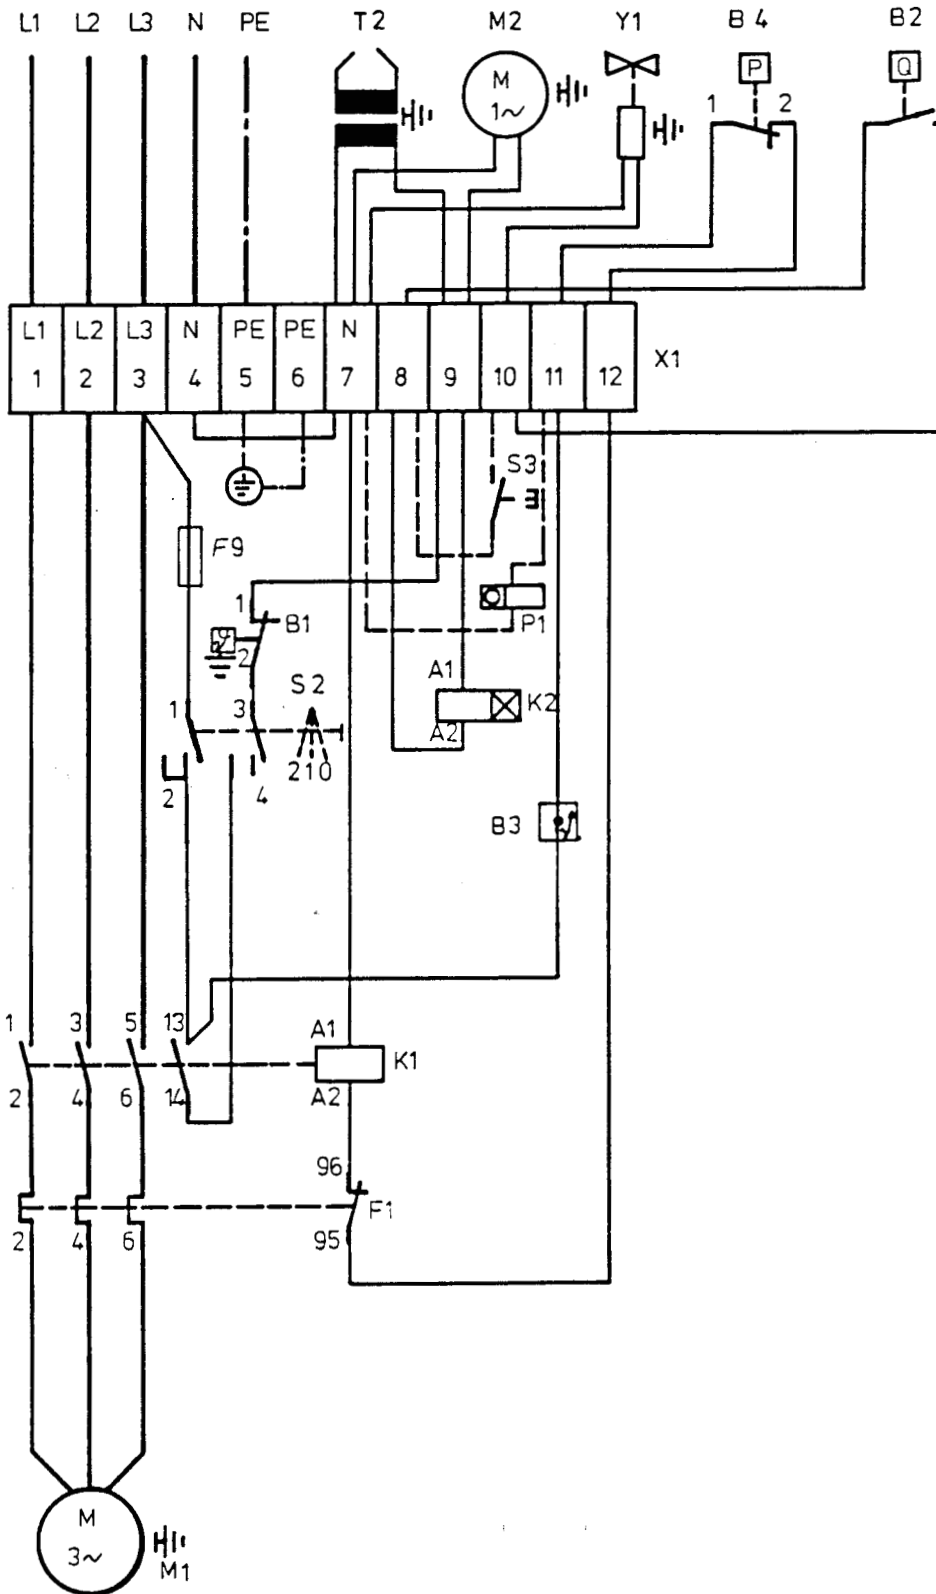 L1 L2 L3 N PE T2 M2 Y1 B4 B2
P Q
M
1~
1 2
L1 L2 L3 N PE PE N
1 2 3 4 5 6 7 8 9 10 11 12
X1
S3
F9
1
B1
P1
ϑ
2
A1
S2
K2
1 3
A2
210
2 4
B3
ϑ
1 3 5 13 A1
K1
2 4 6 14 A2
96
F1
2 4 6 95
M
3~
M1